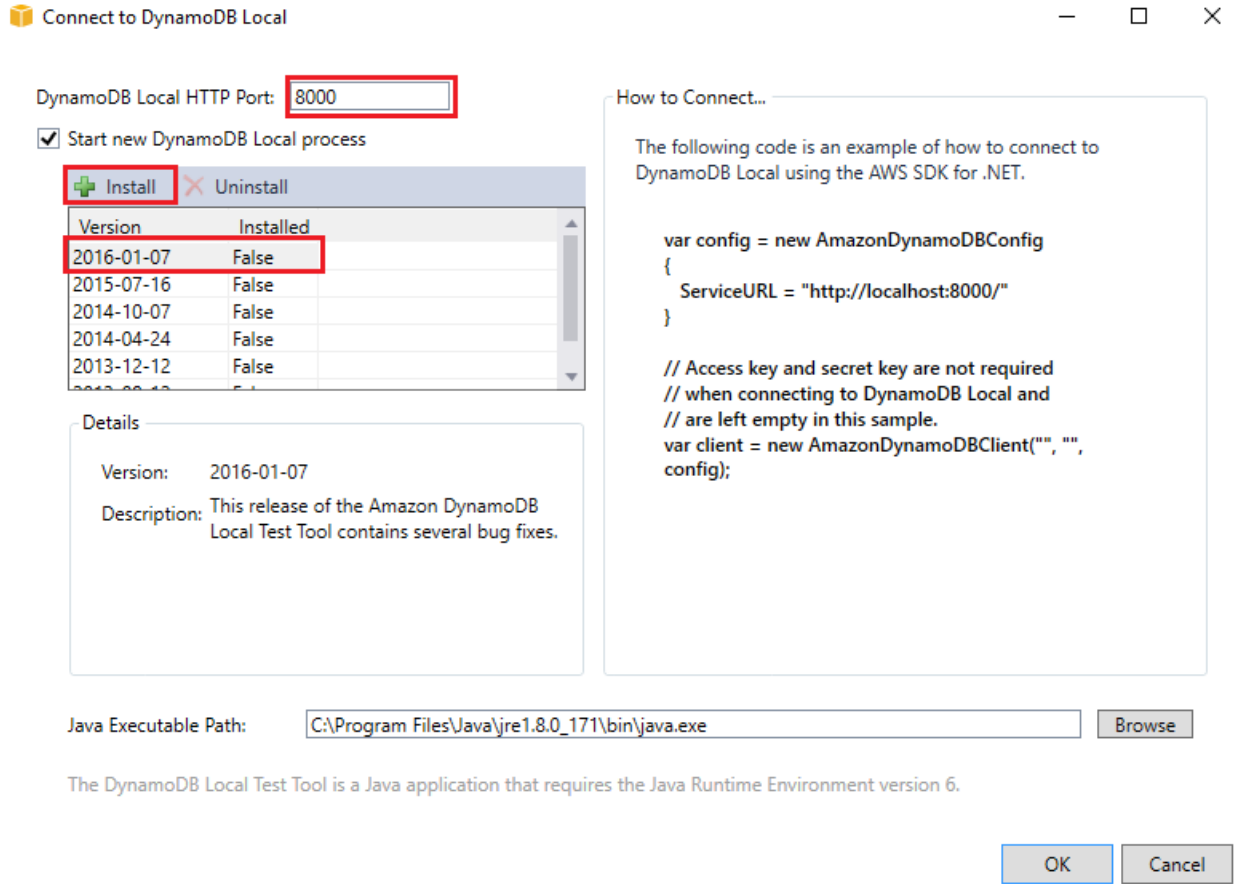 Connect to DynamoDB Local
DynamoDB Local HTTP Port: 8000
Start new DynamoDB Local process
Install Uninstall
Version Installed
2016-01-07 False
2015-07-16 False
2014-10-07 False
2014-04-24 False
2013-12-12 False
Details
Version: 2016-01-07
Description: This release of the Amazon DynamoDB
Local Test Tool contains several bug fixes.
How to Connect...
The following code is an example of how to connect to
DynamoDB Local using the AWS SDK for .NET.
var config = new AmazonDynamoDBConfig
{
ServiceURL = "http://localhost:8000/"
}
// Access key and secret key are not required
// when connecting to DynamoDB Local and
// are left empty in this sample.
var client = new AmazonDynamoDBClient("", "",
config);
Java Executable Path: C:\Program Files\Java\jre1.8.0_171\bin\java.exe Browse
The DynamoDB Local Test Tool is a Java application that requires the Java Runtime Environment version 6.
OK Cancel